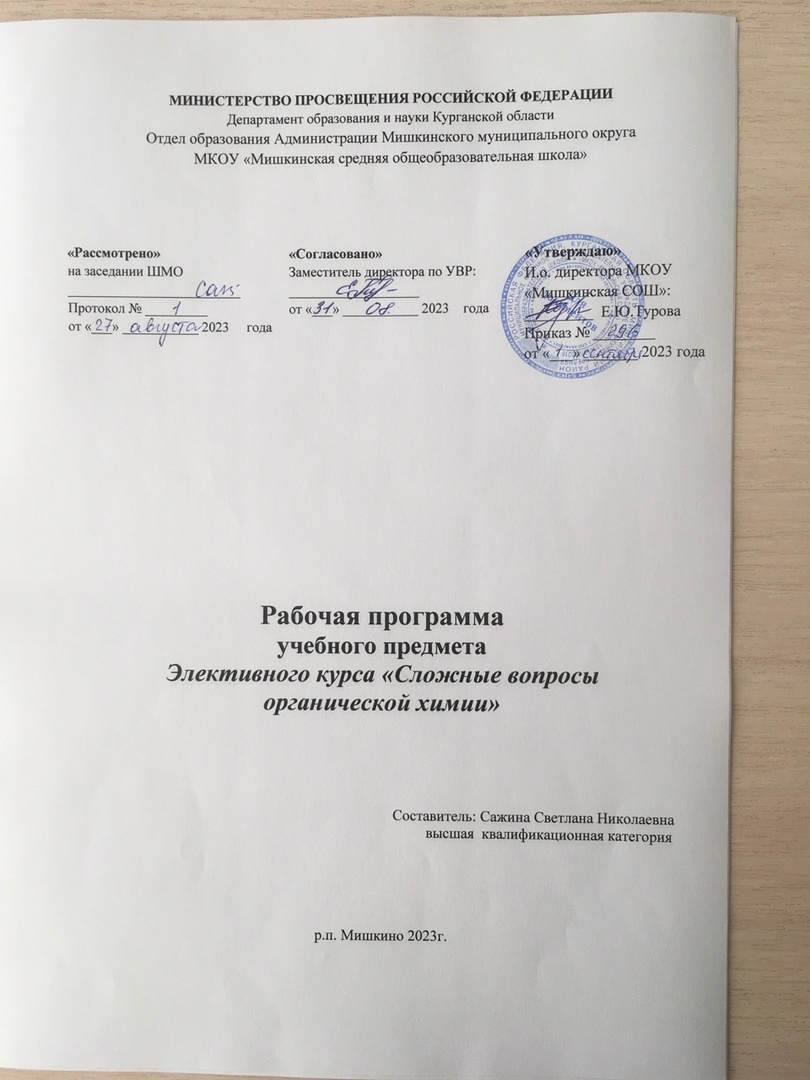 МИНИСТЕРСТВО ПРОСВЕЩЕНИЯ РОССИЙСКОЙ ФЕДЕРАЦИИ
Департамент образования и науки Курганской области
Отдел образования Администрации Мишкинского муниципального округа
МКОУ «Мишкинская средняя общеобразовательная школа»
«Рассмотрено»
на заседании ШМО
Протокол № 1
от «27» августа 2023 года
«Согласовано»
Заместитель директора по УВР:
от «31» 08 2023 года
«Утверждаю»
И.о. директора МКОУ
«Мишкинская СОШ»:
Е.Ю.Турова
Приказ № 296
от «1» сентября 2023 года
Рабочая программа
учебного предмета
Элективного курса «Сложные вопросы
органической химии»
Составитель: Сажина Светлана Николаевна
высшая квалификационная категория
р.п. Мишкино 2023г.